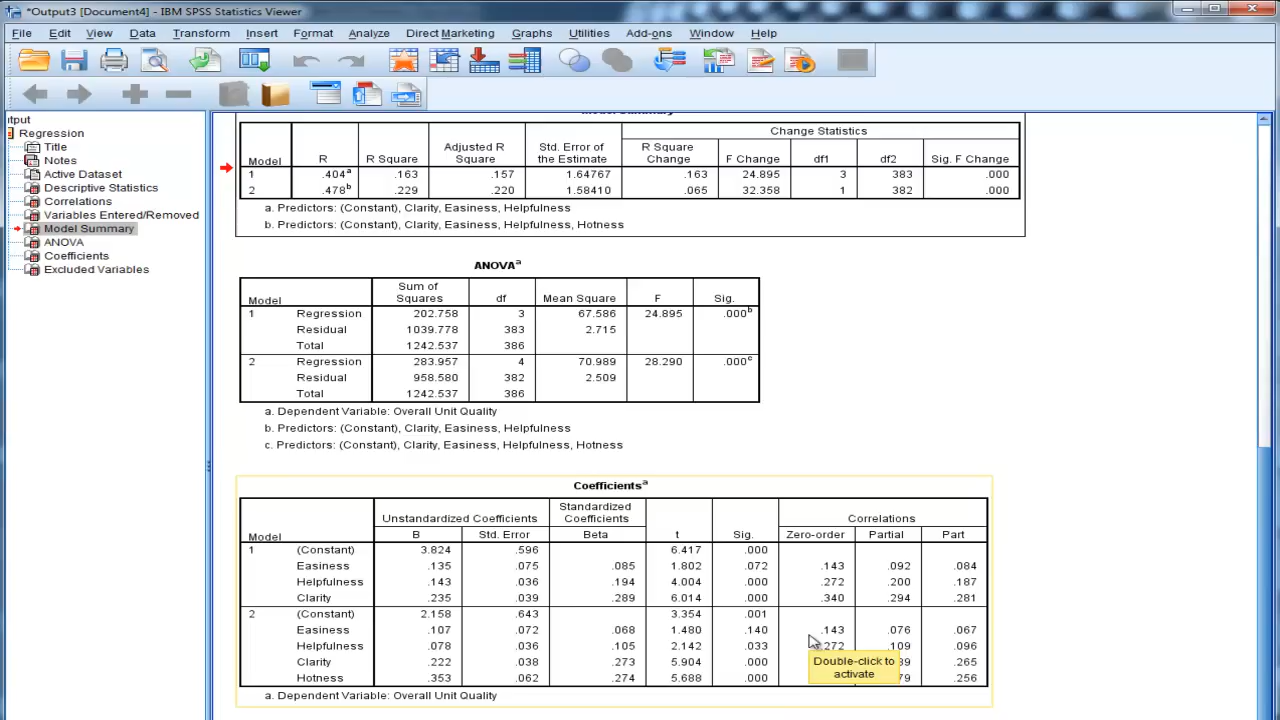 *Output3 [Document4] - IBM SPSS Statistics Viewer
File Edit View Data Transform Insert Format Analyze Direct Marketing Graphs Utilities Add-ons Window Help
tput
Regression
Title
Notes
Active Dataset
Descriptive Statistics
Correlations
Variables Entered/Removed
Model Summary
ANOVA
Coefficients
Excluded Variables
Model Summary
Change Statistics
Model R R Square Adjusted R Square Std. Error of the Estimate R Square Change F Change df1 df2 Sig. F Change
1 .404a .163 .157 1.64767 .163 24.895 3 383 .000
2 .478b .229 .220 1.58410 .065 32.358 1 382 .000
a. Predictors: (Constant), Clarity, Easiness, Helpfulness
b. Predictors: (Constant), Clarity, Easiness, Helpfulness, Hotness
ANOVAa
Model Sum of Squares df Mean Square F Sig.
1 Regression 202.758 3 67.586 24.895 .000b
Residual 1039.778 383 2.715
Total 1242.537 386
2 Regression 283.957 4 70.989 28.290 .000c
Residual 958.580 382 2.509
Total 1242.537 386
a. Dependent Variable: Overall Unit Quality
b. Predictors: (Constant), Clarity, Easiness, Helpfulness
c. Predictors: (Constant), Clarity, Easiness, Helpfulness, Hotness
Coefficientsa
Unstandardized Coefficients Standardized Coefficients Correlations
Model B Std. Error Beta t Sig. Zero-order Partial Part
1 (Constant) 3.824 .596 6.417 .000
Easiness .135 .075 .085 1.802 .072 .143 .092 .084
Helpfulness .143 .036 .194 4.004 .000 .272 .200 .187
Clarity .235 .039 .289 6.014 .000 .340 .294 .281
2 (Constant) 2.158 .643 3.354 .001
Easiness .107 .072 .068 1.480 .140 .143 .076 .067
Helpfulness .078 .036 .105 2.142 .033 .272 .109 .096
Clarity .222 .038 .273 5.904 .000 .265
Hotness .353 .062 .274 5.688 .000 .256
Double-click to
activate
a. Dependent Variable: Overall Unit Quality